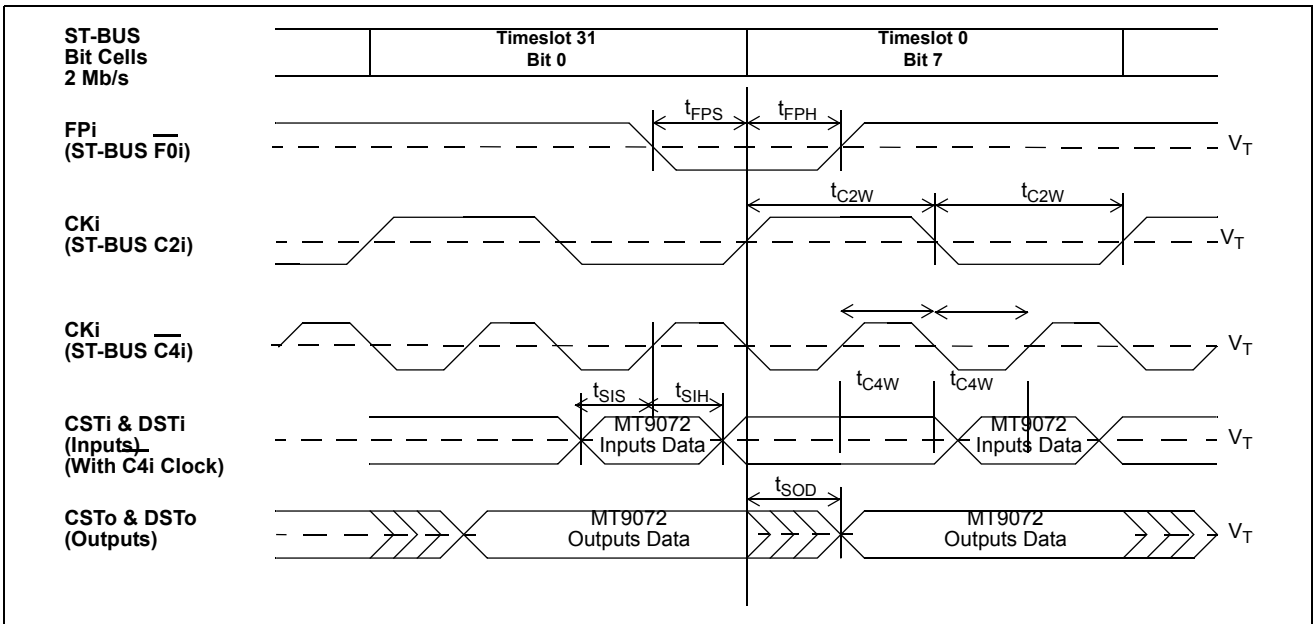 ST-BUS
Bit Cells
2 Mb/s
Timeslot 31
Bit 0
Timeslot 0
Bit 7
FPi
(ST-BUS F0i)
tFPS
tFPH
VT
CKi
(ST-BUS C2i)
tC2W
tC2W
VT
CKi
(ST-BUS C4i)
VT
tC4W
tC4W
tSIS
tSIH
CSTi & DSTi
(Inputs)
(With C4i Clock)
MT9072
Inputs Data
MT9072
Inputs Data
VT
tSOD
CSTo & DSTo
(Outputs)
MT9072
Outputs Data
MT9072
Outputs Data
VT